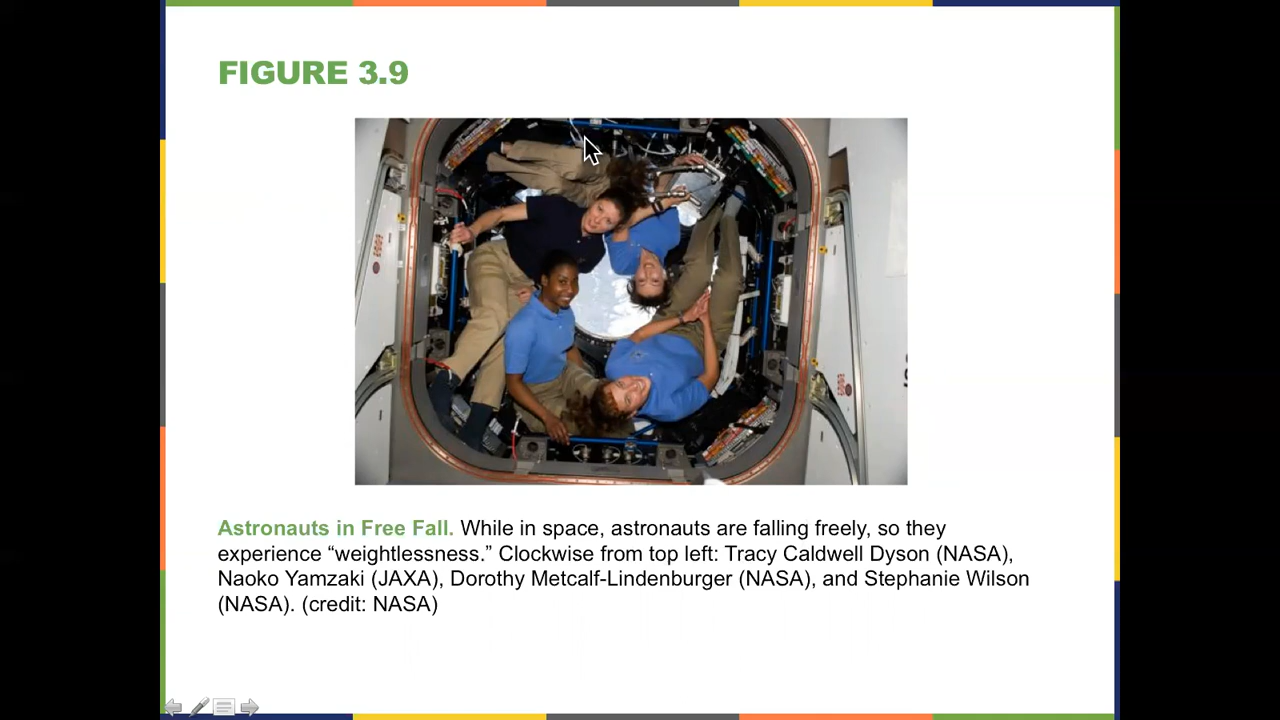 FIGURE 3.9
Astronauts in Free Fall. While in space, astronauts are falling freely, so they
experience “weightlessness.” Clockwise from top left: Tracy Caldwell Dyson (NASA),
Naoko Yamzaki (JAXA), Dorothy Metcalf-Lindenburger (NASA), and Stephanie Wilson
(NASA). (credit: NASA)